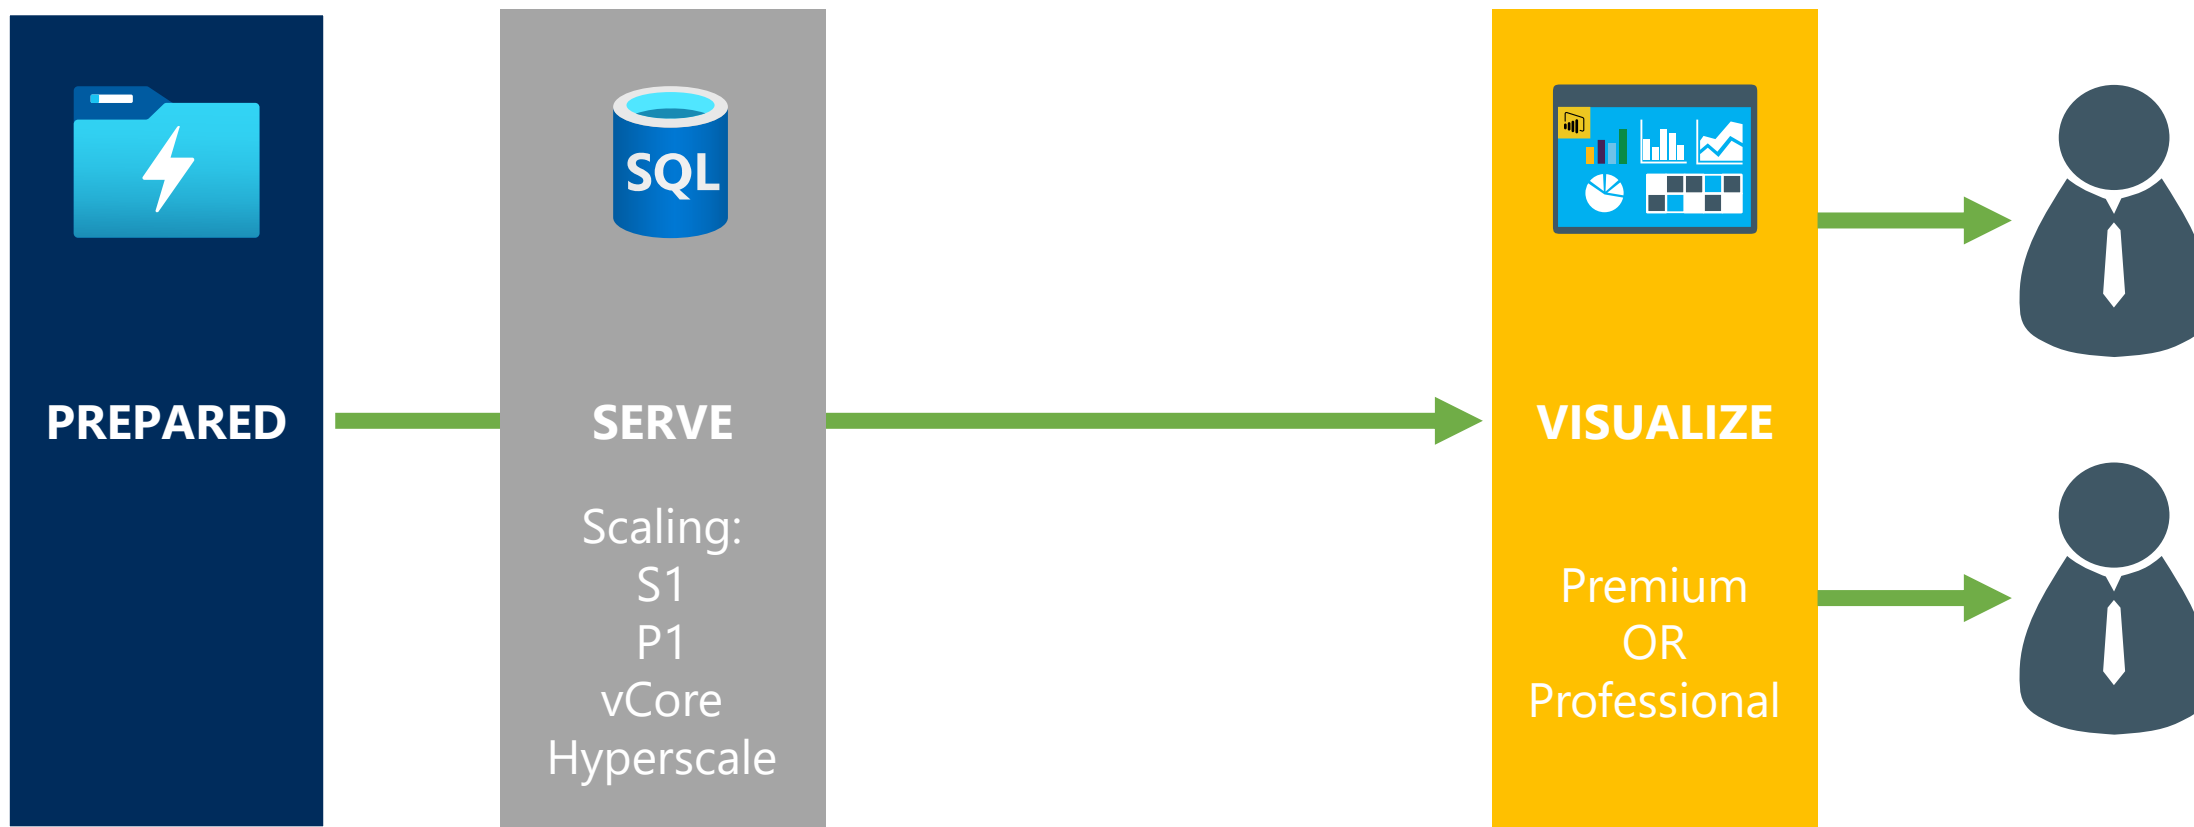 PREPARED
SQL
SERVE
Scaling:
S1
P1
vCore
Hyperscale
VISUALIZE
Premium
OR
Professional